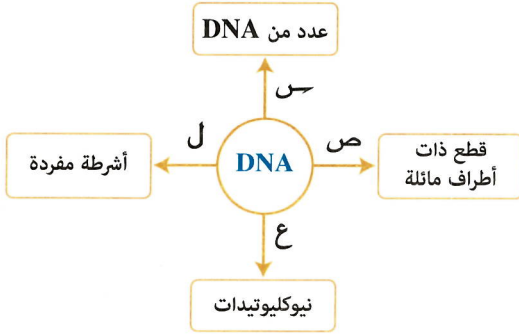 عدد من DNA
س
ص
ل
قطع ذات
أطراف مائلة
DNA
أشرطة مفردة
ع
نيوكليوتيدات